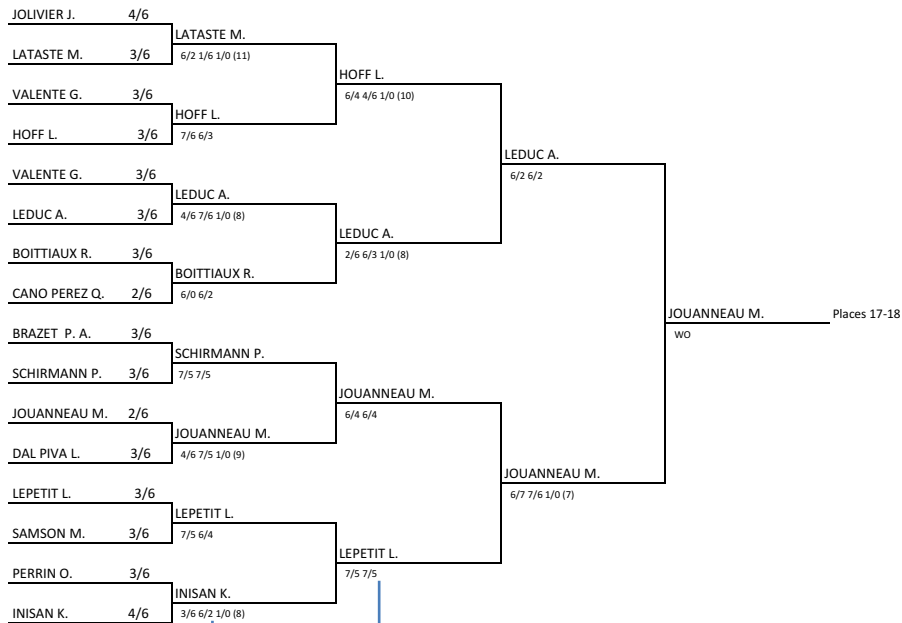 JOLIVIER J. 4/6
LATASTE M.
LATASTE M. 3/6
6/2 1/6 1/0 (11)
HOFF L.
VALENTE G. 3/6
6/4 4/6 1/0 (10)
HOFF L.
HOFF L. 3/6
7/6 6/3
LEDUC A.
VALENTE G. 3/6
6/2 6/2
LEDUC A.
LEDUC A. 3/6
4/6 7/6 1/0 (8)
LEDUC A.
BOITTIAUX R. 3/6
2/6 6/3 1/0 (8)
BOITTIAUX R.
CANO PEREZ Q. 2/6
6/0 6/2
JOUANNEAU M. Places 17-18
BRAZET P. A. 3/6
WO
SCHIRMANN P.
SCHIRMANN P. 3/6
7/5 7/5
JOUANNEAU M.
JOUANNEAU M. 2/6
6/4 6/4
JOUANNEAU M.
DAL PIVA L. 3/6
4/6 7/5 1/0 (9)
JOUANNEAU M.
LEPETIT L. 3/6
6/7 7/6 1/0 (7)
LEPETIT L.
SAMSON M. 3/6
7/5 6/4
LEPETIT L.
PERRIN O. 3/6
7/5 7/5
INISAN K.
INISAN K. 4/6
3/6 6/2 1/0 (8)